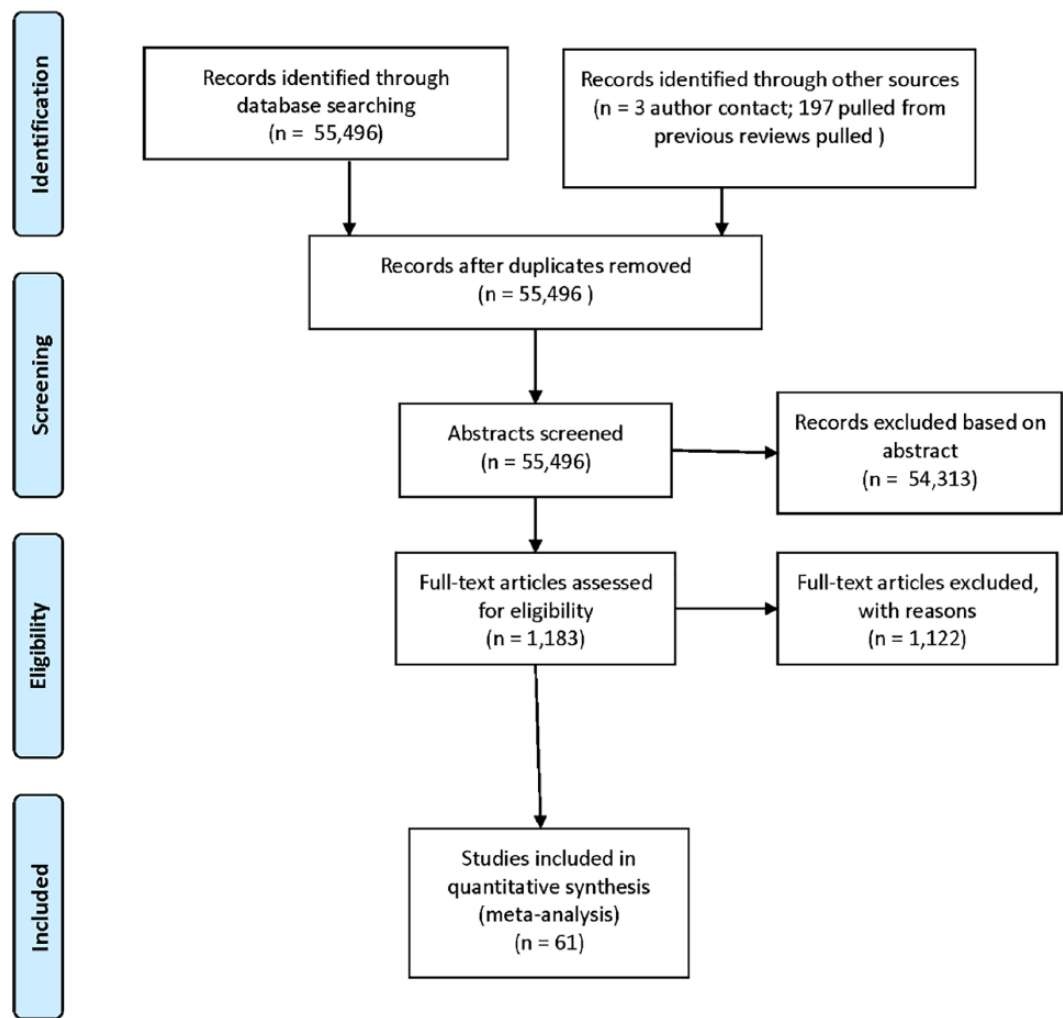 Identification
Records identified through
database searching
(n =  55,496)
Records identified through other sources
(n = 3 author contact; 197 pulled from
previous reviews pulled )
Records after duplicates removed
(n = 55,496 )
Screening
Abstracts screened
(n = 55,496)
Records excluded based on
abstract
(n =  54,313)
Eligibility
Full-text articles assessed
for eligibility
(n = 1,183)
Full-text articles excluded,
with reasons
(n = 1,122)
Included
Studies included in
quantitative synthesis
(meta-analysis)
(n = 61)